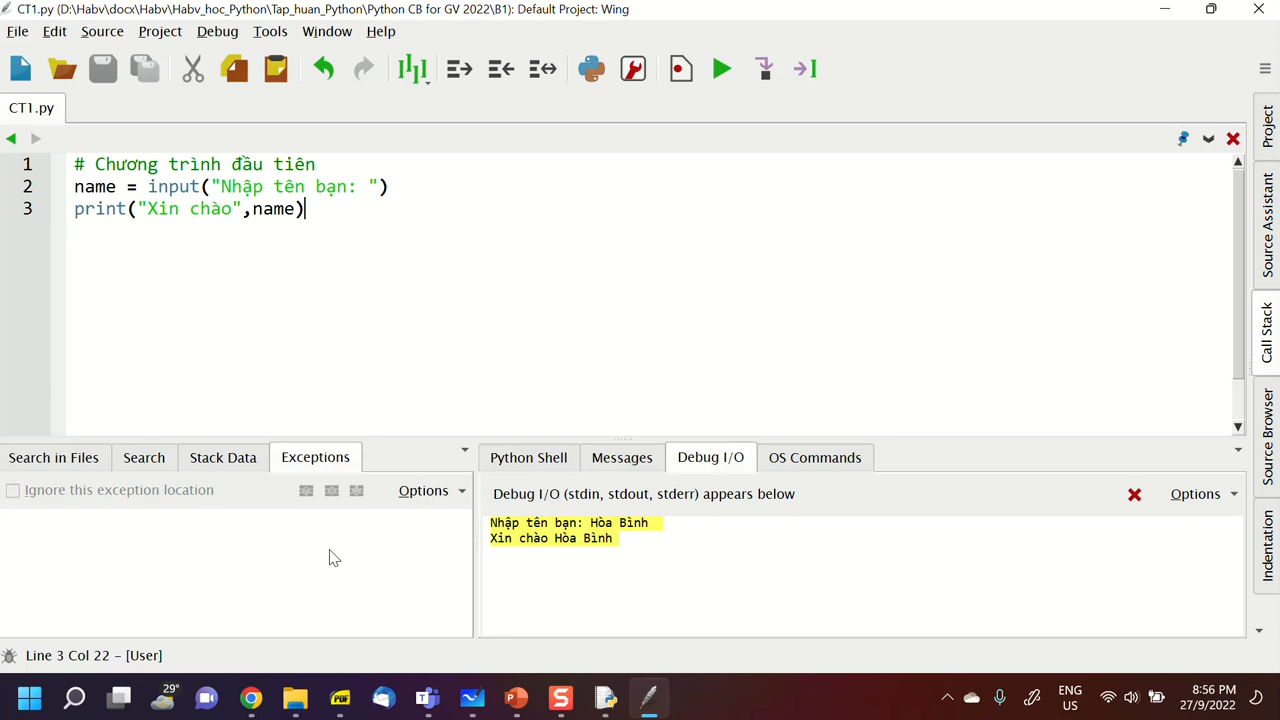 CT1.py (D:\Habv\docx\Habv\Habv_hoc_Python\Tap_huan_Python\Python CB for GV 2022\B1): Default Project: Wing
File Edit Source Project Debug Tools Window Help
CT1.py
1 # Chương trình đầu tiên
2 name = input("Nhập tên bạn: ")
3 print("Xin chào",name)
Project
Source Assistant
Call Stack
Source Browser
Indentation
Search in Files Search Stack Data Exceptions
Ignore this exception location Options
Python Shell Messages Debug I/O OS Commands
Debug I/O (stdin, stdout, stderr) appears below Options
Nhập tên bạn: Hòa Bình
Xin chào Hòa Bình
Line 3 Col 22 – [User]
29°
PDF
S
ENG
US
8:56 PM
27/9/2022